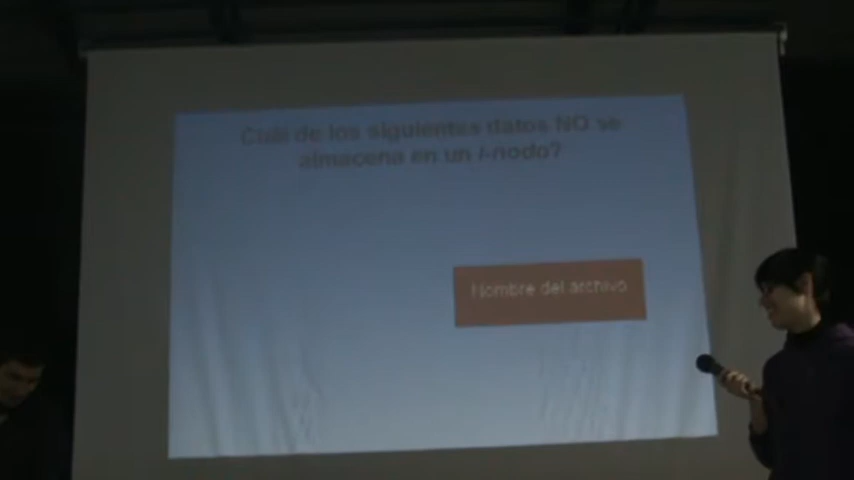 Cuál de los siguientes datos NO se
almacena en un i-nodo?
Nombre del archivo